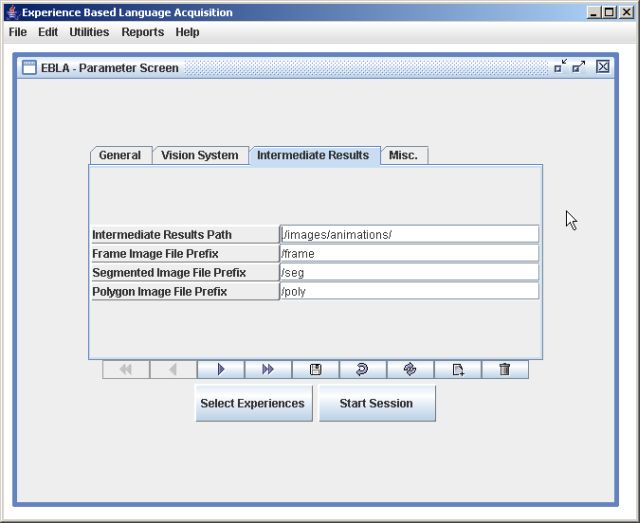 Experience Based Language Acquisition
File Edit Utilities Reports Help
EBLA - Parameter Screen
General Vision System Intermediate Results Misc.
Intermediate Results Path /images/animations/
Frame Image File Prefix /frame
Segmented Image File Prefix /seg
Polygon Image File Prefix /poly
Select Experiences Start Session